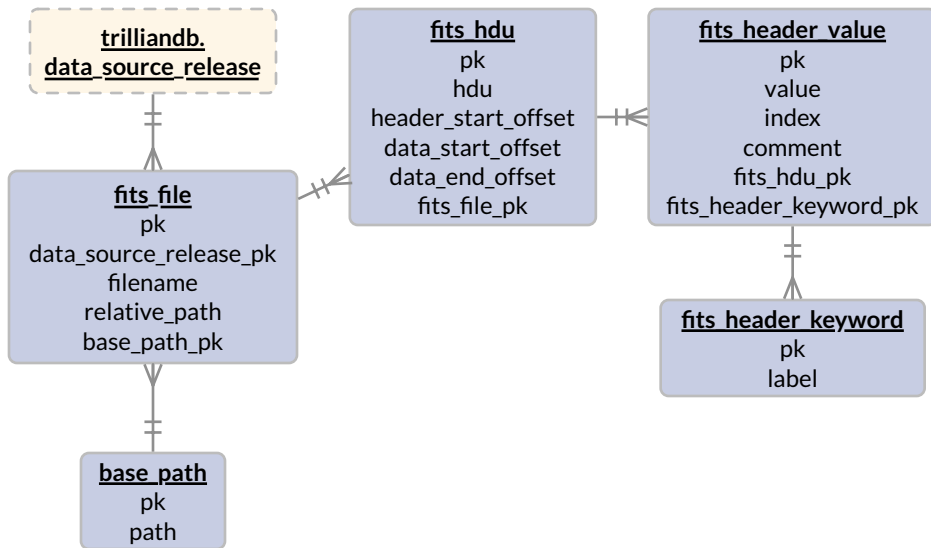 trilliandb.
data_source_release
fits_file
pk
data_source_release_pk
filename
relative_path
base_path_pk
base_path
pk
path
fits_hdu
pk
hdu
header_start_offset
data_start_offset
data_end_offset
fits_file_pk
fits_header_value
pk
value
index
comment
fits_hdu_pk
fits_header_keyword_pk
fits_header_keyword
pk
label